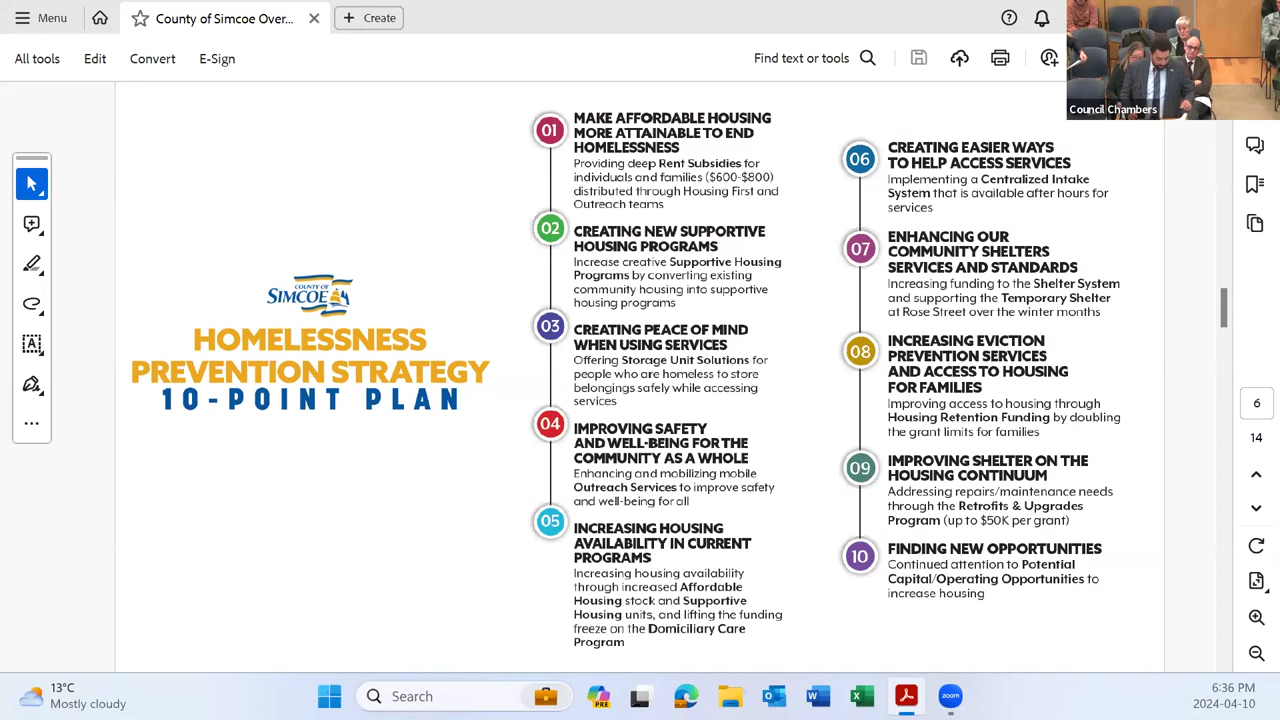 Menu
County of Simcoe Over...
Create
All tools
Edit
Convert
E-Sign
Find text or tools
Council Chambers
COUNTY OF
SIMCOE
HOMELESSNESS
PREVENTION STRATEGY
10-POINT PLAN
01
MAKE AFFORDABLE HOUSING
MORE ATTAINABLE TO END
HOMELESSNESS
Providing deep Rent Subsidies for
individuals and families ($600-$800)
distributed through Housing First and
Outreach teams
02
CREATING NEW SUPPORTIVE
HOUSING PROGRAMS
Increase creative Supportive Housing
Programs by converting existing
community housing into supportive
housing programs
03
CREATING PEACE OF MIND
WHEN USING SERVICES
Offering Storage Unit Solutions for
people who are homeless to store
belongings safely while accessing
services
04
IMPROVING SAFETY
AND WELL-BEING FOR THE
COMMUNITY AS A WHOLE
Enhancing and mobilizing mobile
Outreach Services to improve safety
and well-being for all
05
INCREASING HOUSING
AVAILABILITY IN CURRENT
PROGRAMS
Increasing housing availability
through increased Affordable
Housing stock and Supportive
Housing units, and lifting the funding
freeze on the Domiciliary Care
Program
06
CREATING EASIER WAYS
TO HELP ACCESS SERVICES
Implementing a Centralized Intake
System that is available after hours for
services
07
ENHANCING OUR
COMMUNITY SHELTERS
SERVICES AND STANDARDS
Increasing funding to the Shelter System
and supporting the Temporary Shelter
at Rose Street over the winter months
08
INCREASING EVICTION
PREVENTION SERVICES
AND ACCESS TO HOUSING
FOR FAMILIES
Improving access to housing through
Housing Retention Funding by doubling
the grant limits for families
09
IMPROVING SHELTER ON THE
HOUSING CONTINUUM
Addressing repairs/maintenance needs
through the Retrofits & Upgrades
Program (up to $50K per grant)
10
FINDING NEW OPPORTUNITIES
Continued attention to Potential
Capital/Operating Opportunities to
increase housing
6
14
13°C
Mostly cloudy
Search
PRE
zoom
6:36 PM
2024-04-10